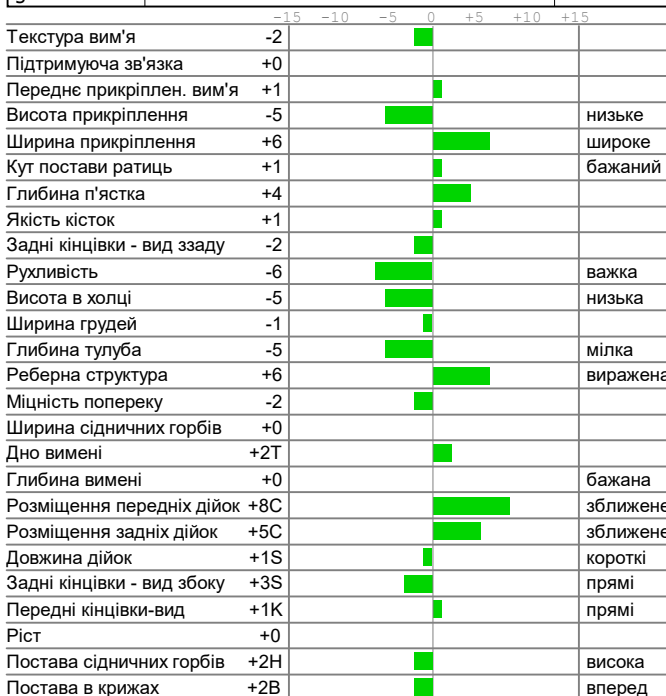 -15 -10 -5 0 +5 +10 +15
Текстура вим'я -2
Підтримуюча зв'язка +0
Переднє прикріплен. вим'я +1
Висота прикріплення -5 низьке
Ширина прикріплення +6 широке
Кут постави ратиць +1 бажаний
Глибина п'ястка +4
Якість кісток +1
Задні кінцівки - вид ззаду -2
Рухливість -6 важка
Висота в холці -5 низька
Ширина грудей -1
Глибина тулуба -5 мілка
Реберна структура +6 виражена
Міцність попереку -2
Ширина сідничних горбів +0
Дно вимені +2T
Глибина вимені +0 бажана
Розміщення передніх дійок +8C зближене
Розміщення задніх дійок +5C зближене
Довжина дійок +1S короткі
Задні кінцівки - вид збоку +3S прямі
Передні кінцівки-вид +1K прямі
Ріст +0
Постава сідничних горбів +2H висока
Постава в крижах +2B вперед